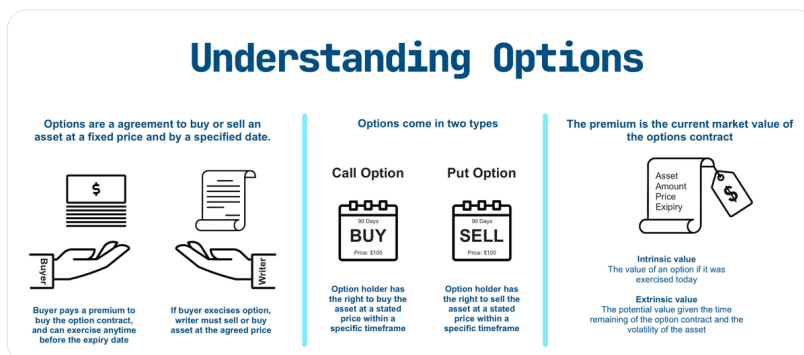 Understanding Options
Options are a agreement to buy or sell an
asset at a fixed price and by a specified date.
$
Buyer
Writer
Buyer pays a premium to
buy the option contract,
and can exercise anytime
before the expiry date
If buyer execises option,
writer must sell or buy
asset at the agreed price
Options come in two types
Call Option
90 Days
BUY
Price: $100
Option holder has
the right to buy the
asset at a stated
price within a
specific timeframe
Put Option
90 Days
SELL
Price: $100
Option holder has
the right to sell the
asset at a stated
price within a
specific timeframe
The premium is the current market value of
the options contract
Asset
Amount
Price
Exipiry
$
Intrinsic value
The value of an option if it was
exercised today
Extrinsic value
The potential value given the time
remaining of the option contract and the
volatility of the asset